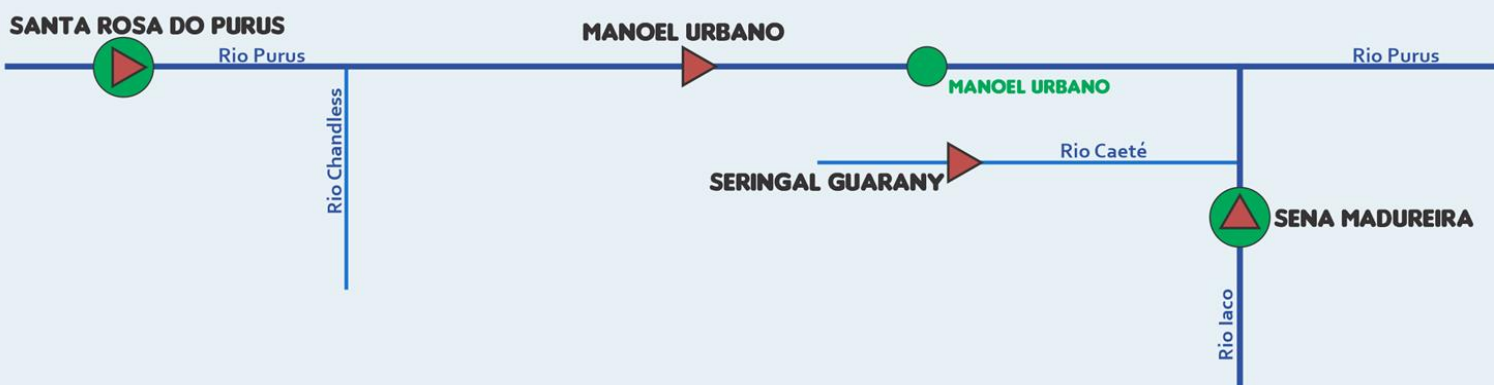 SANTA ROSA DO PURUS
MANOEL URBANO
Rio Purus
Rio Purus
MANOEL URBANO
Rio Chandless
Rio Caeté
SERINGAL GUARANY
SENA MADUREIRA
Rio Iaco